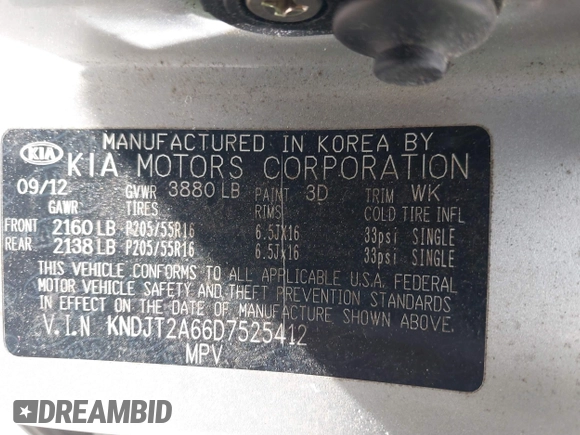 MANUFACTURED IN KOREA BY
KIA KIA MOTORS CORPORATION
09/12 GVWR 3880 LB PAINT 3D TRIM WK
GAWR TIRES RIMS COLD TIRE INFL
FRONT 2160 LB P205/55R16 6.5JX16 33psi SINGLE
REAR 2138 LB P205/55R16 6.5Jx16 33psi SINGLE
THIS VEHICLE CONFORMS TO ALL APPLICABLE U.S.A. FEDERAL
MOTOR VEHICLE SAFETY AND THEFT PREVENTION STANDARDS
IN EFFECT ON THE DATE OF MANUFACTURE SHOWN ABOVE.
V.I.N KNDJT2A66D7525412
MPV
DREAMBID